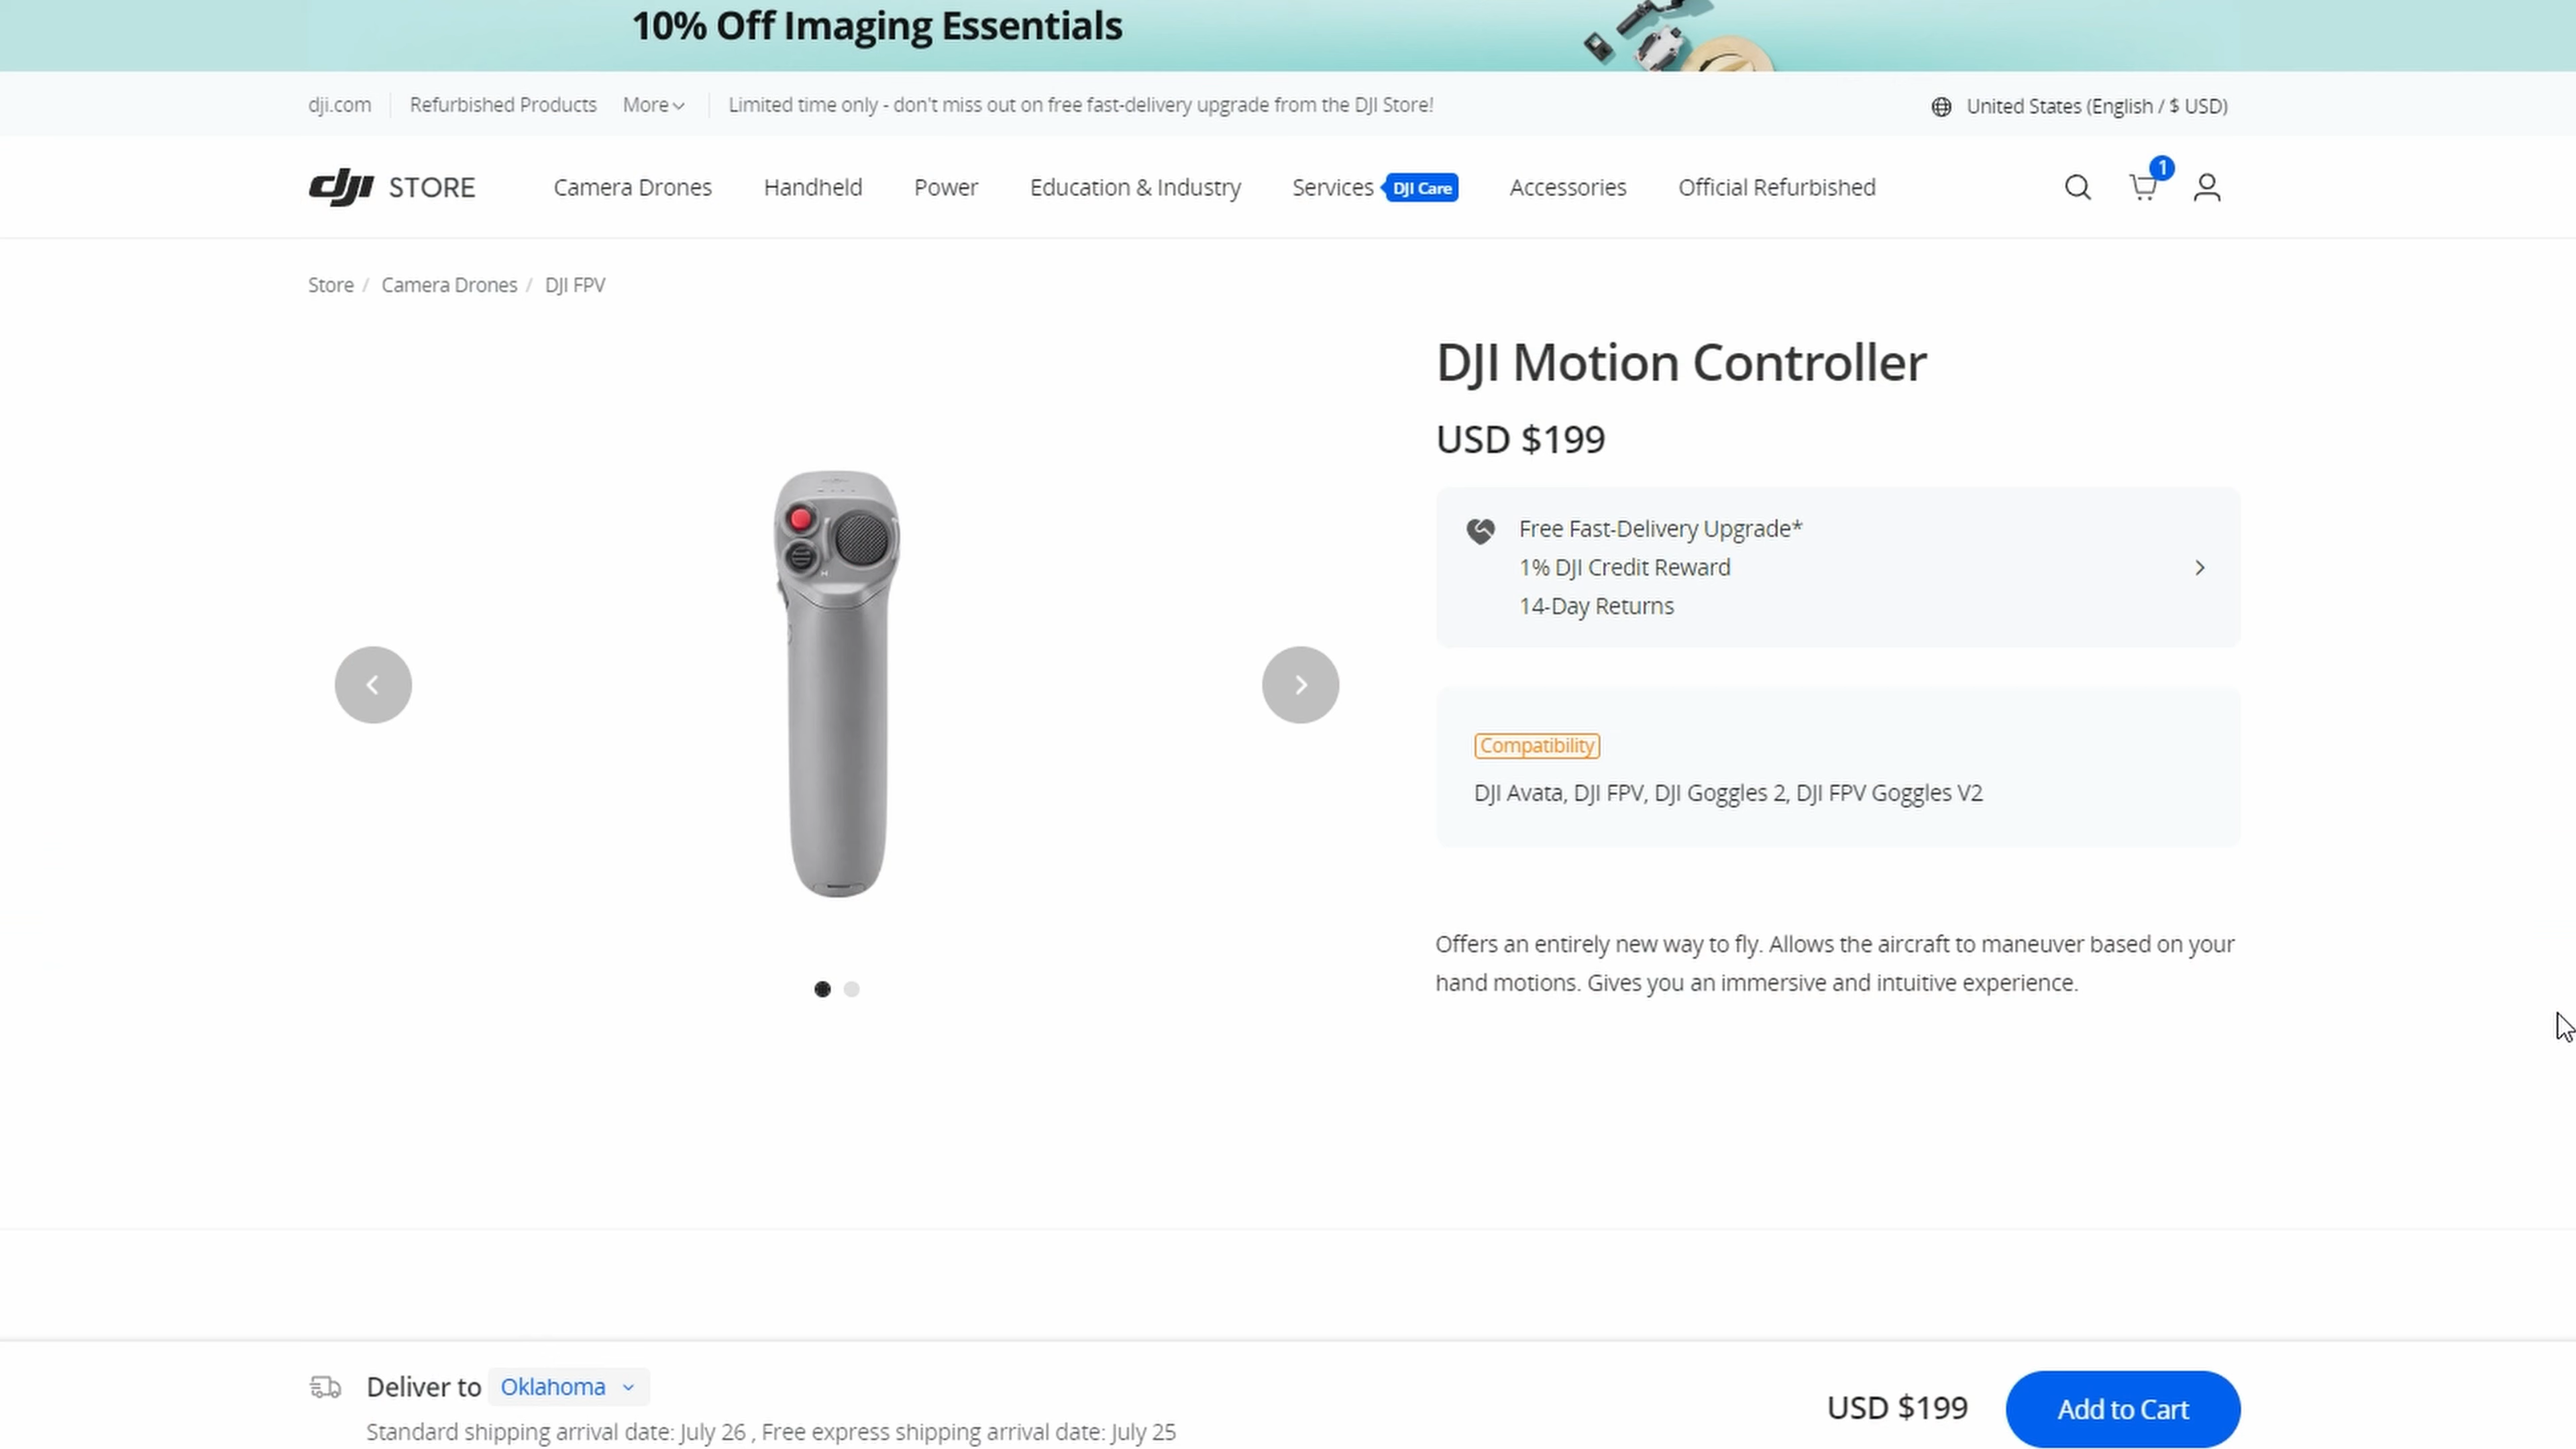 10% Off Imaging Essentials
dji.com
Refurbished Products
More
Limited time only - don't miss out on free fast-delivery upgrade from the DJI Store!
United States (English / $ USD)
dji STORE
Camera Drones
Handheld
Power
Education & Industry
Services
DJI Care
Accessories
Official Refurbished
1
Store / Camera Drones / DJI FPV
DJI Motion Controller
USD $199
Free Fast-Delivery Upgrade*
1% DJI Credit Reward
14-Day Returns
Compatibility
DJI Avata, DJI FPV, DJI Goggles 2, DJI FPV Goggles V2
Offers an entirely new way to fly. Allows the aircraft to maneuver based on your
hand motions. Gives you an immersive and intuitive experience.
Deliver to Oklahoma
Standard shipping arrival date: July 26 , Free express shipping arrival date: July 25
USD $199
Add to Cart